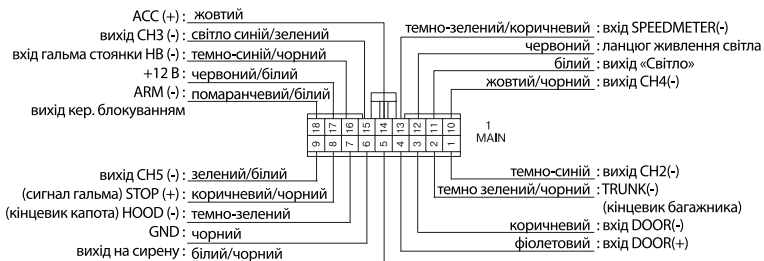 ACC (+) : жовтий
вихід CH3 (-) : світло синій/зелений
вхід гальма стоянки HB (-) : темно-синій/чорний
+12 В : червоний/білий
ARM (-) : помаранчевий/білий
вихід кер. блокуванням
темно-зелений/коричневий : вхід SPEEDMETER(-)
червоний : ланцюг живлення світла
білий : вихід «Світло»
жовтий/чорний : вихід CH4(-)
18 17 16 15 14 13 12 11 10
9 8 7 6 5 4 3 2 1
1
MAIN
вихід CH5 (-) : зелений/білий
(сигнал гальма) STOP (+) : коричневий/чорний
(кінцевик капота) HOOD (-) : темно-зелений
GND : чорний
вихід на сирену : білий/чорний
темно-синій : вихід CH2(-)
темно зелений/чорний : TRUNK(-)
(кінцевик багажника)
коричневий : вхід DOOR(-)
фіолетовий : вхід DOOR(+)